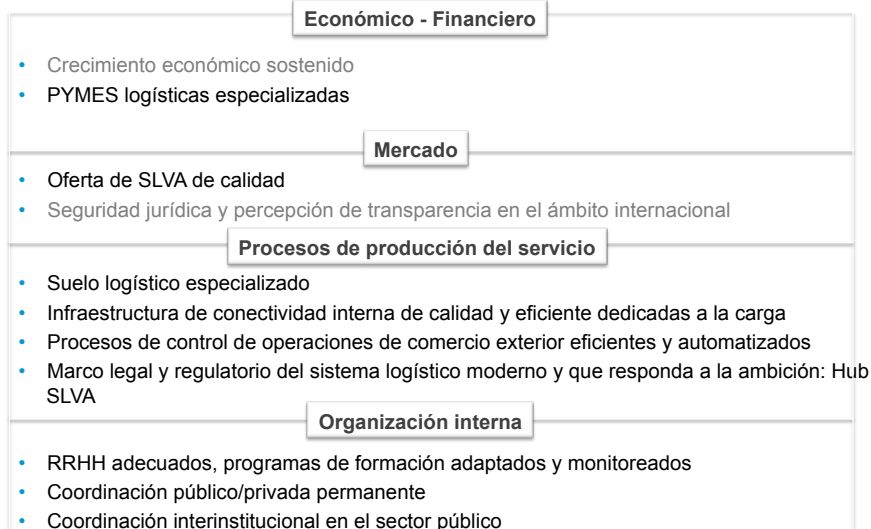 Económico - Financiero
• Crecimiento económico sostenido
• PYMES logísticas especializadas
Mercado
• Oferta de SLVA de calidad
• Seguridad jurídica y percepción de transparencia en el ámbito internacional
Procesos de producción del servicio
• Suelo logístico especializado
• Infraestructura de conectividad interna de calidad y eficiente dedicadas a la carga
• Procesos de control de operaciones de comercio exterior eficientes y automatizados
• Marco legal y regulatorio del sistema logístico moderno y que responda a la ambición: Hub
SLVA
Organización interna
• RRHH adecuados, programas de formación adaptados y monitoreados
• Coordinación público/privada permanente
• Coordinación interinstitucional en el sector público